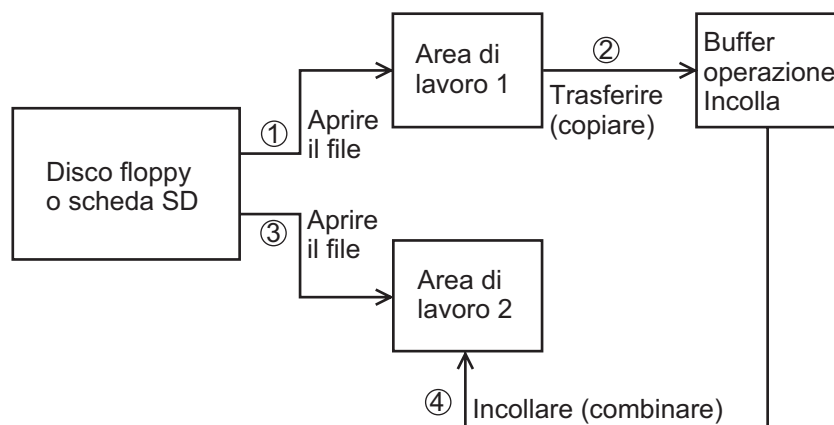 Disco floppy
o scheda SD
①
Aprire
il file
Area di
lavoro 1
②
Trasferire
(copiare)
Buffer
operazione
Incolla
③
Aprire
il file
Area di
lavoro 2
④
Incollare (combinare)